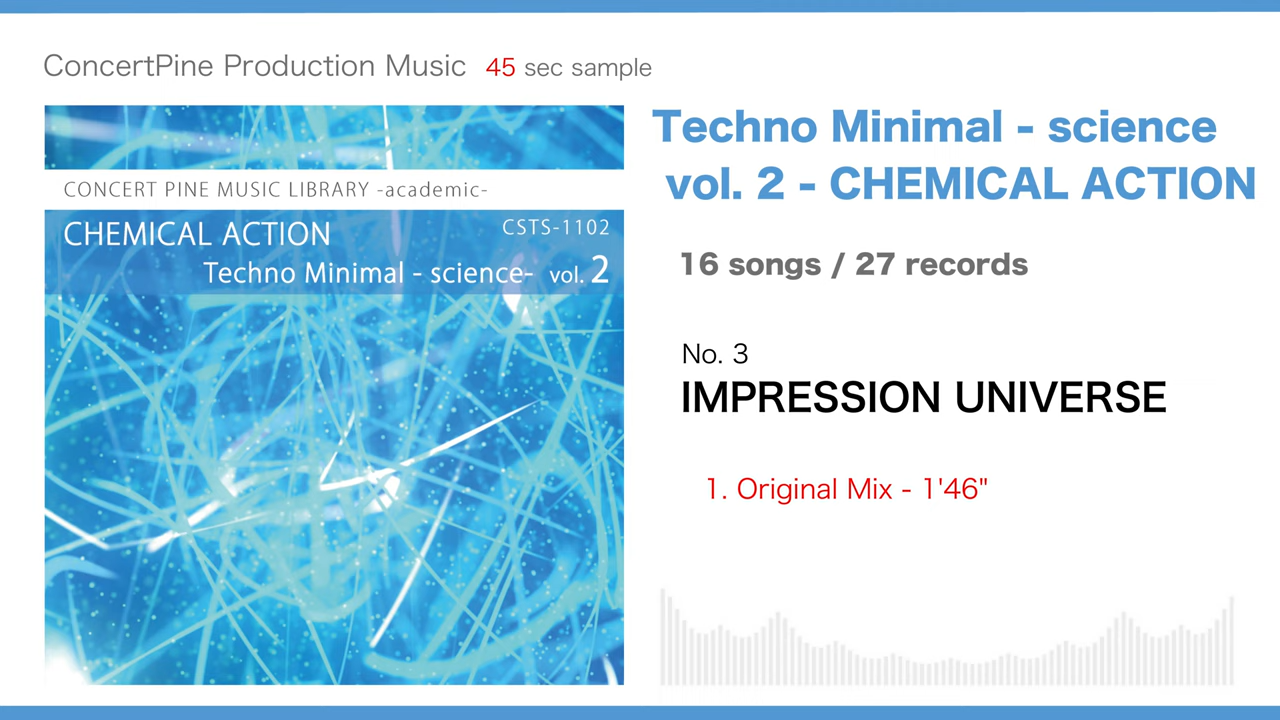 ConcertPine Production Music 45 sec sample
CONCERT PINE MUSIC LIBRARY -academic-
CHEMICAL ACTION CSTS-1102
Techno Minimal - science- vol. 2
Techno Minimal - science
vol. 2 - CHEMICAL ACTION
16 songs / 27 records
No. 3
IMPRESSION UNIVERSE
1. Original Mix - 1'46"